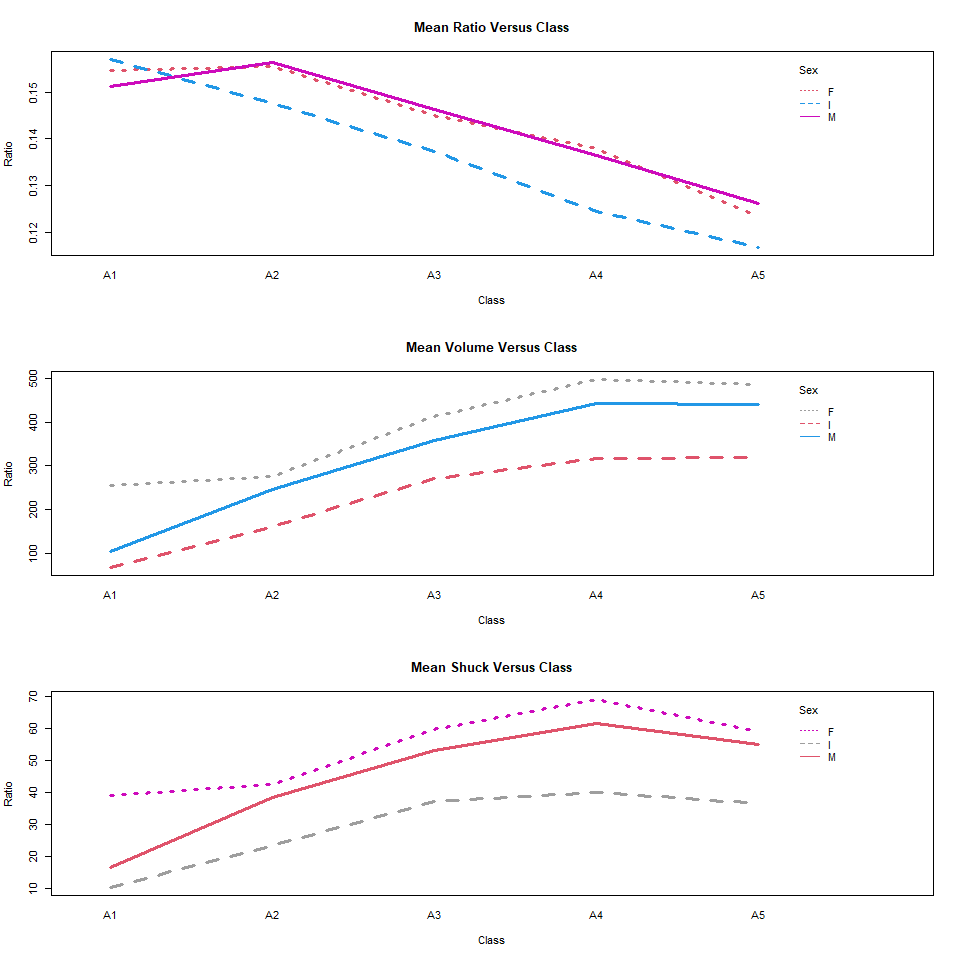 Mean Ratio Versus Class
Sex
F
I
M
0.15
0.14
0.13
0.12
Ratio
A1 A2 A3 A4 A5
Class
Mean Volume Versus Class
Sex
F
I
M
500
400
300
200
100
Ratio
A1 A2 A3 A4 A5
Class
Mean Shuck Versus Class
Sex
F
I
M
70
60
50
40
30
20
10
Ratio
A1 A2 A3 A4 A5
Class